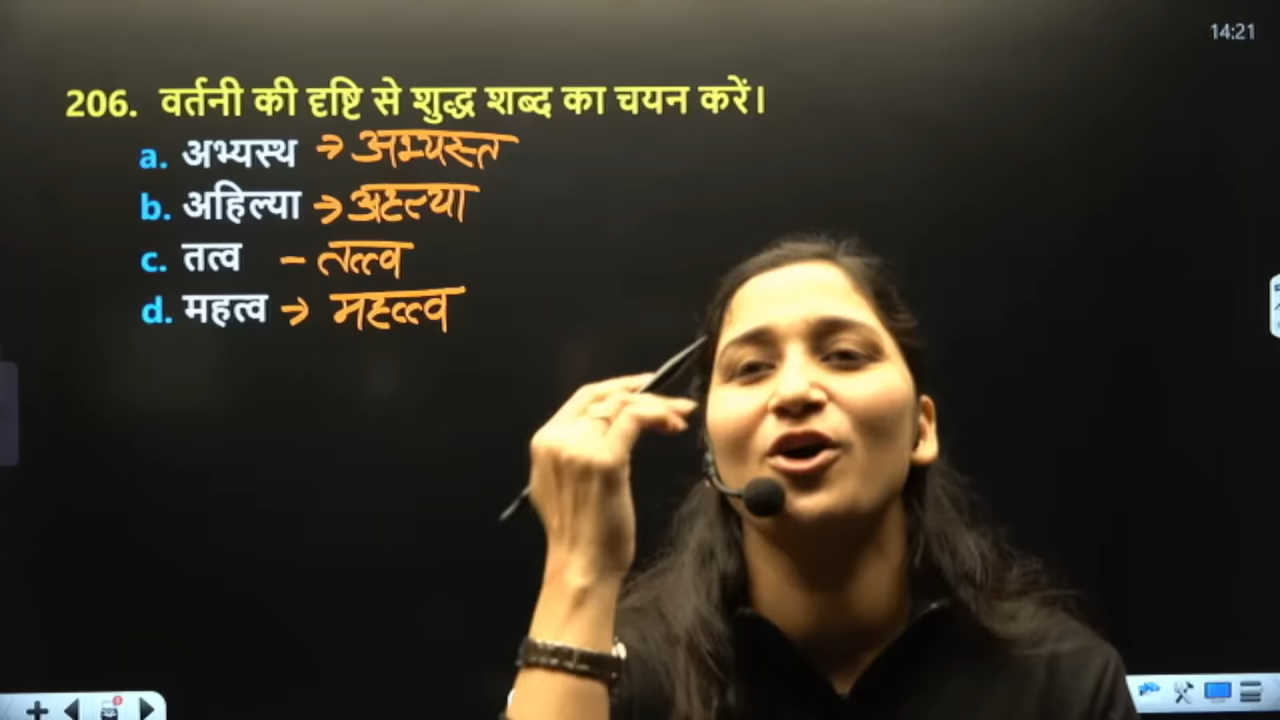 14:21
206. वर्तनी की दृष्टि से शुद्ध शब्द का चयन करें।
a. अभ्यस्थ → अभ्यस्त
b. अहिल्या → अहल्या
c. तत्व – तत्त्व
d. महत्व → महत्त्व